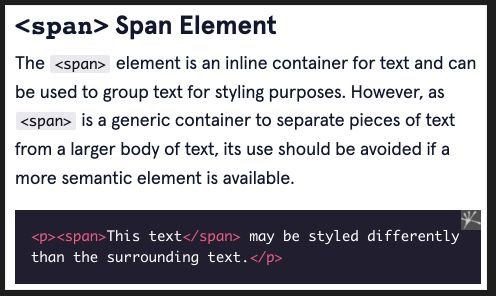 <span> Span Element
The <span> element is an inline container for text and can
be used to group text for styling purposes. However, as
<span> is a generic container to separate pieces of text
from a larger body of text, its use should be avoided if a
more semantic element is available.
<p><span>This text</span> may be styled differently
than the surrounding text.</p>